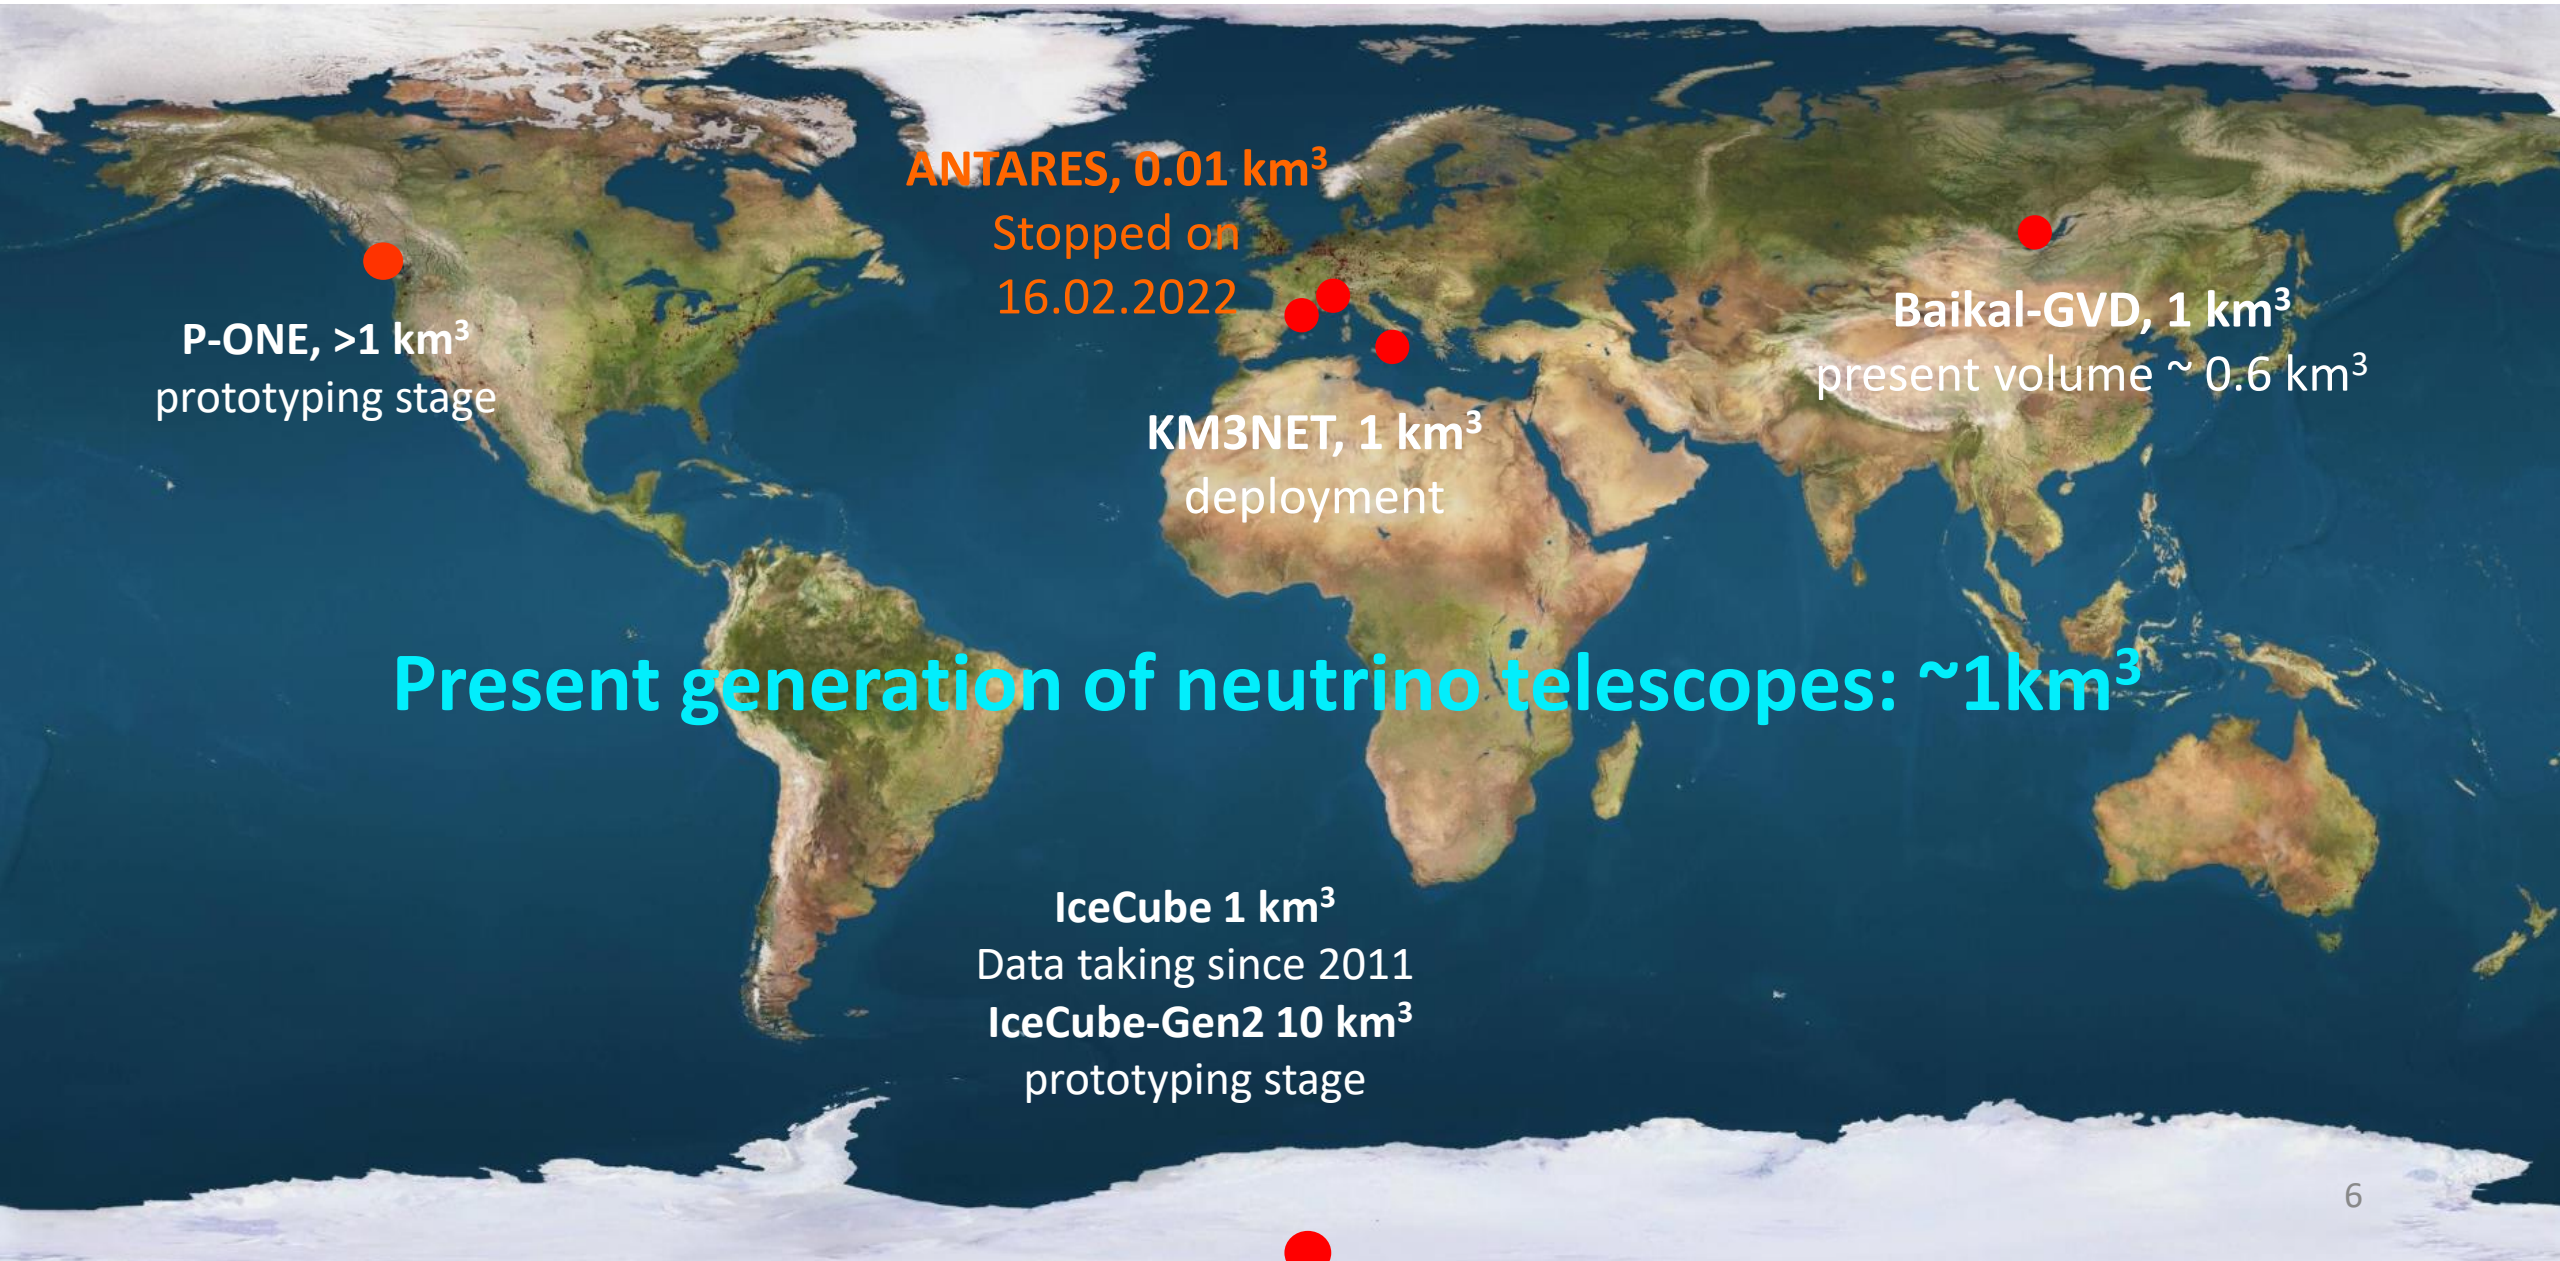 ANTARES, 0.01 km³
Stopped on
16.02.2022
P-ONE, >1 km³
prototyping stage
Baikal-GVD, 1 km³
present volume ~ 0.6 km³
KM3NET, 1 km³
deployment
Present generation of neutrino telescopes: ~1km³
IceCube 1 km³
Data taking since 2011
IceCube-Gen2 10 km³
prototyping stage
6